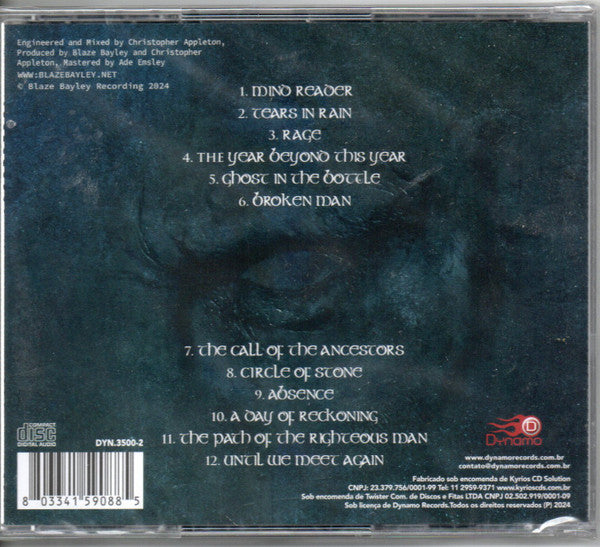 Engineered and Mixed by Christopher Appleton,
Produced by Blaze Bayley and Christopher
Appleton, Mastered by Ade Emsley
WWW:BLAZEBAYLEY.NET
© Blaze Bayley Recording 2024
1. MIND READER
2. TEARS IN RAIN
3. RAGE
4. THE YEAR BEYOND THIS YEAR
5. GHOST IN THE BOTTLE
6. BROKEN MAN
7. THE CALL OF THE ANCESTORS
8. CIRCLE OF STONE
9. ABSENCE
10. A DAY OF RECKONING
11. THE PATH OF THE RIGHTEOUS MAN
12. UNTIL WE MEET AGAIN
COMPACT
disc
DIGITAL AUDIO
DYN.3500-2
8 03341 59088 5
D
Dynamo
www.dynamorecords.com.br
contato@dynamorecords.com.br
Fabricado sob encomenda de Kyrios CD Solution
CNPJ: 23.379.756/0001-99 Tel: 11 2959-9371 www.kyrioscds.com.br
Sob encomenda de Twister Com. de Discos e Fitas LTDA CNPJ 02.502.919/0001-09
Sob licença de Dynamo Records.Todos os direitos reservados (P) 2024